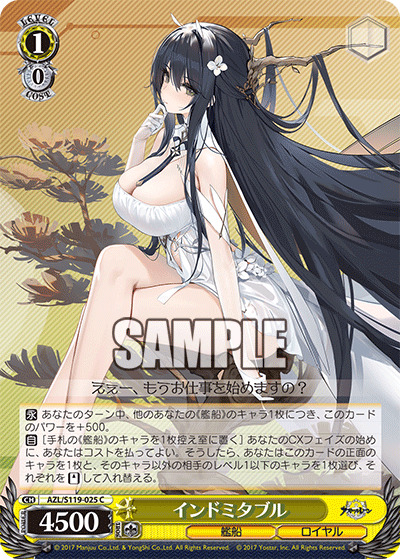 LEVEL
1
0
COST
SAMPLE
ええー、もうお仕事を始めますの？
永 あなたのターン中、他のあなたの《艦船》のキャラ1枚につき、このカード
のパワーを+500。
自 [手札の《艦船》のキャラを1枚控え室に置く] あなたのCXフェイズの始め
に、あなたはコストを払ってよい。そうしたら、あなたはこのカードの正面の
キャラを1枚と、そのキャラ以外の相手のレベル1以下のキャラを1枚選び、そ
れぞれを【レスト】する。
CH AZL/S119-025 C
POWER
4500
インドミタブル
アズールレーン
艦船
ロイヤル
© 2017 Manjuu Co.,Ltd. & YongShi Co.,Ltd. All Rights Reserved. © 2017 Yostar, Inc. All Rights Reserved.